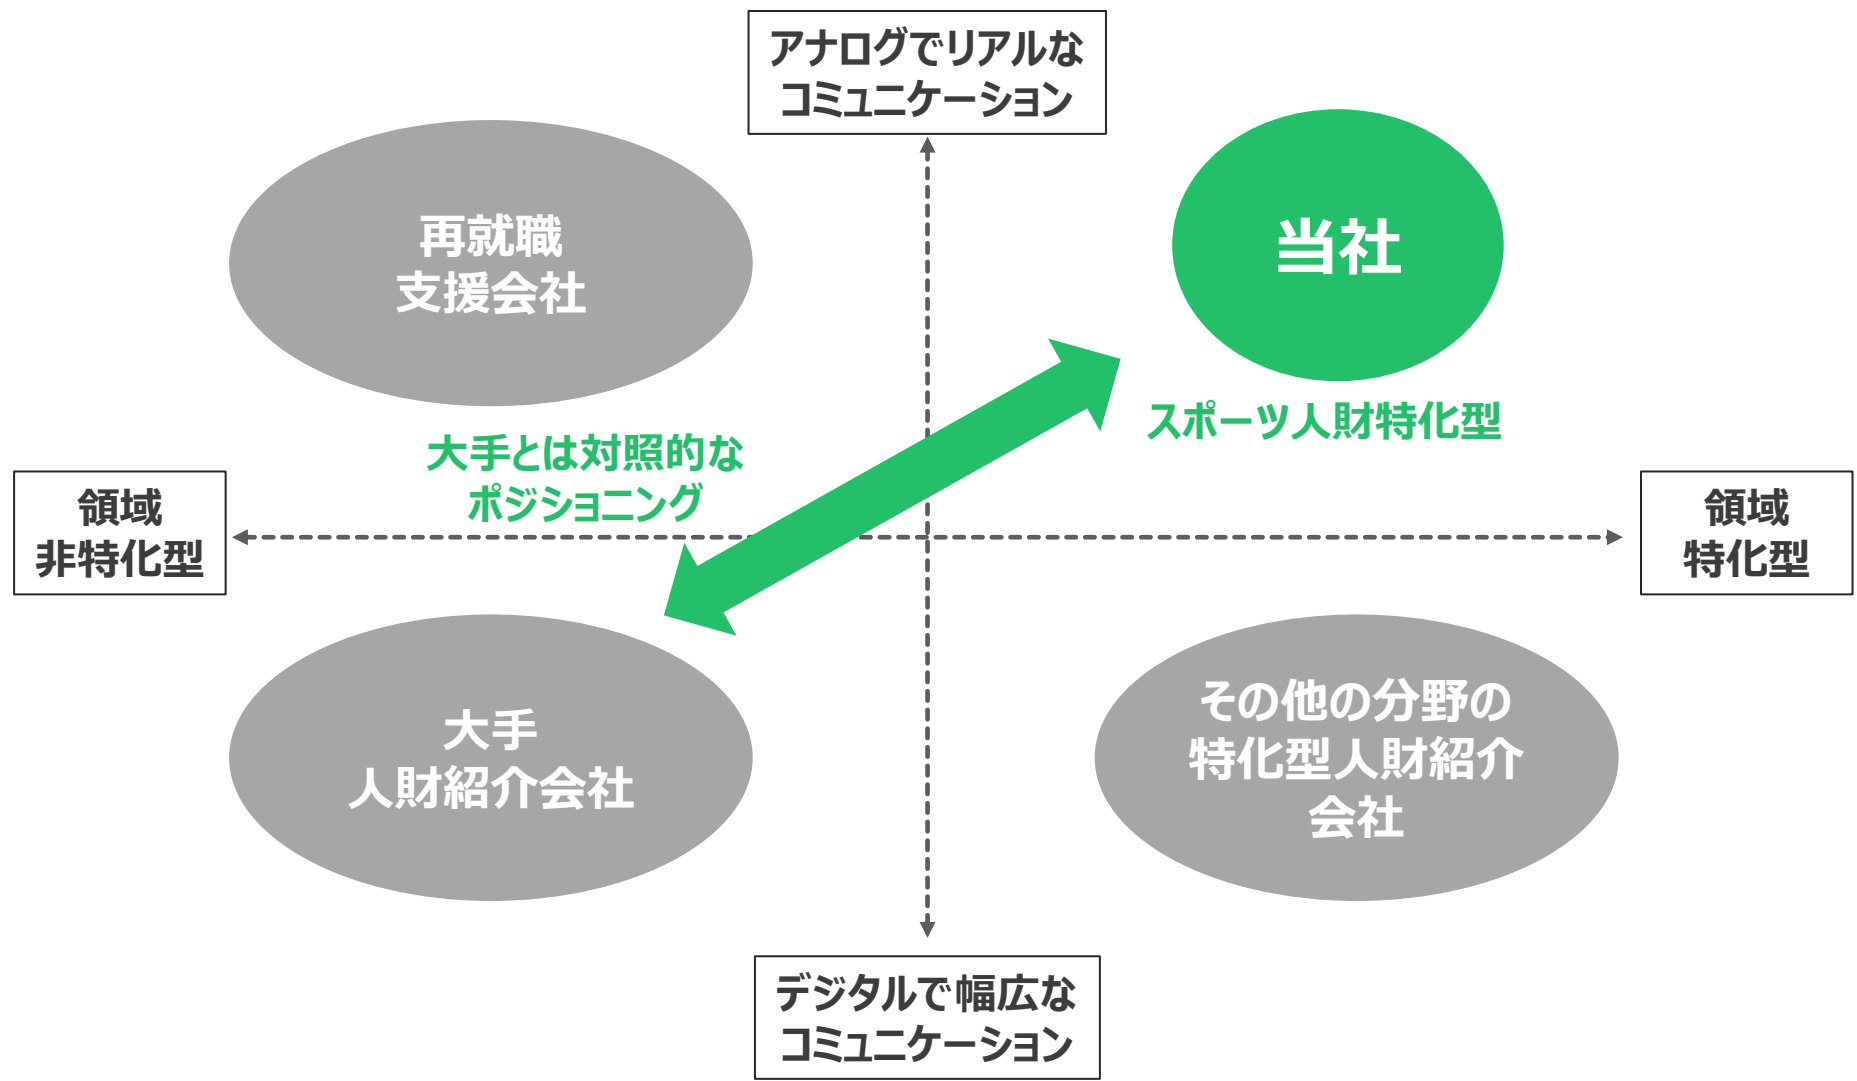 アナログでリアルな
コミュニケーション
再就職
支援会社
当社
スポーツ人財特化型
大手とは対照的な
ポジショニング
領域
非特化型
領域
特化型
大手
人財紹介会社
その他の分野の
特化型人財紹介
会社
デジタルで幅広な
コミュニケーション